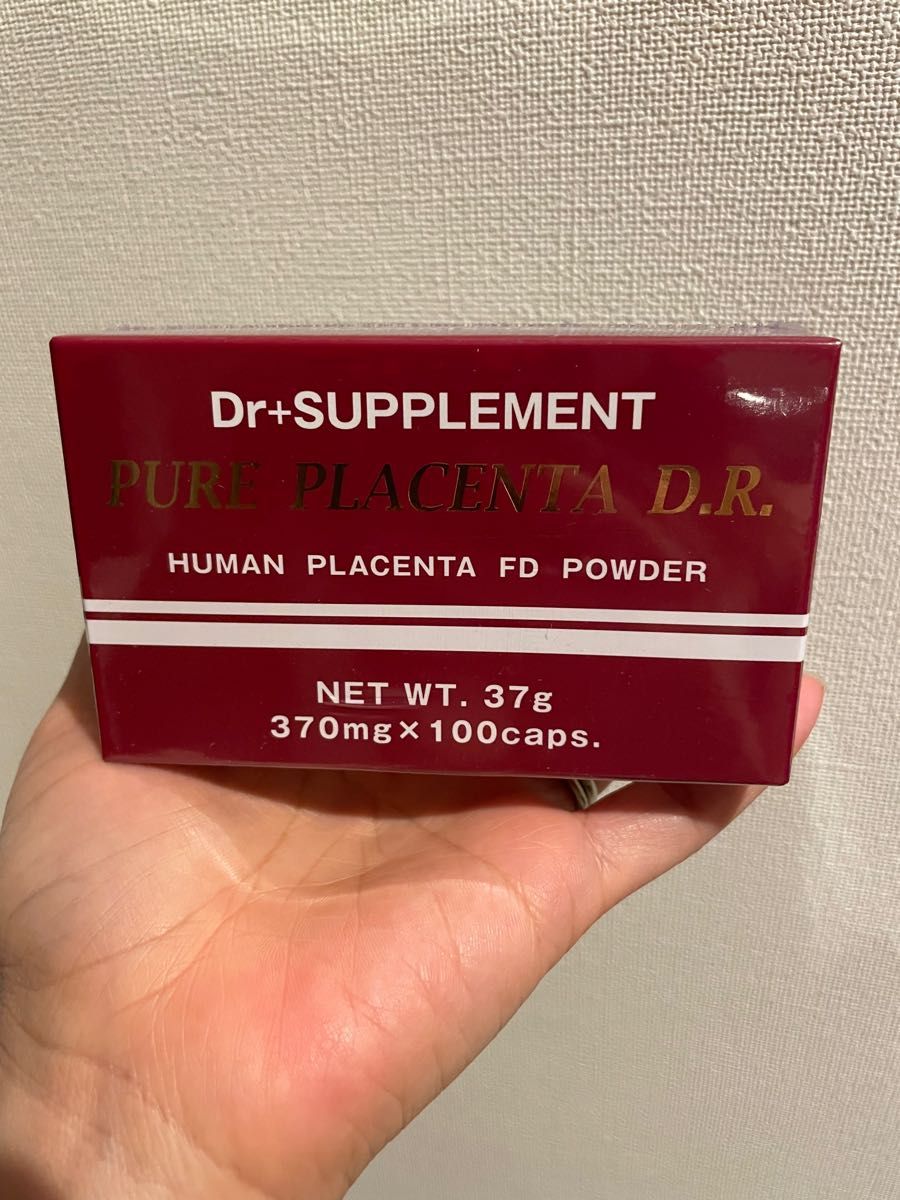 Dr+SUPPLEMENT
PURE PLACENTA D.R.
HUMAN PLACENTA FD POWDER
NET WT. 37g
370mg×100caps.